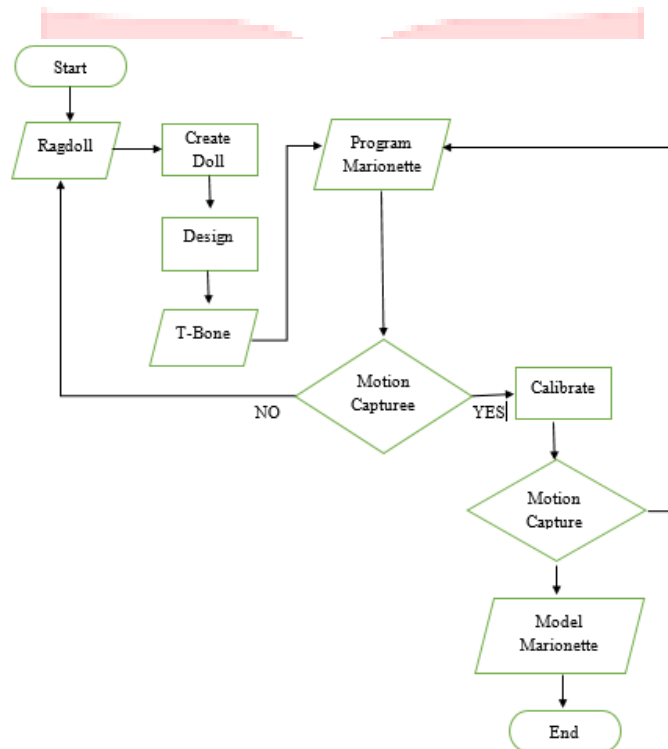 Start
Ragdoll
Create
Doll
Program
Marionette
Design
T-Bone
Motion
Capturee
NO
YES
Calibrate
Motion
Capture
Model
Marionette
End